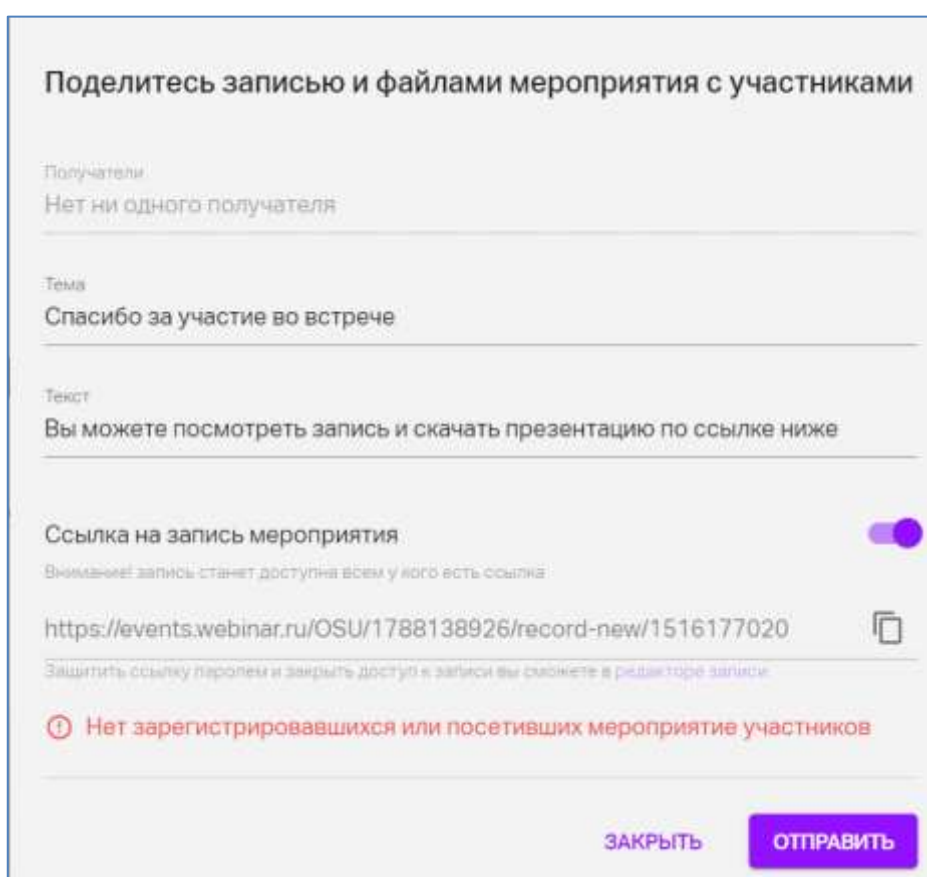 Поделитесь записью и файлами мероприятия с участниками
Получатели
Нет ни одного получателя
Тема
Спасибо за участие во встрече
Текст
Вы можете посмотреть запись и скачать презентацию по ссылке ниже
Ссылка на запись мероприятия
Внимание! запись станет доступна всем у кого есть ссылка
https://events.webinar.ru/OSU/1788138926/record-new/1516177020
Защитить ссылку паролем и закрыть доступ к записи вы сможете в редакторе записи
Нет зарегистрировавшихся или посетивших мероприятие участников
ЗАКРЫТЬ ОТПРАВИТЬ